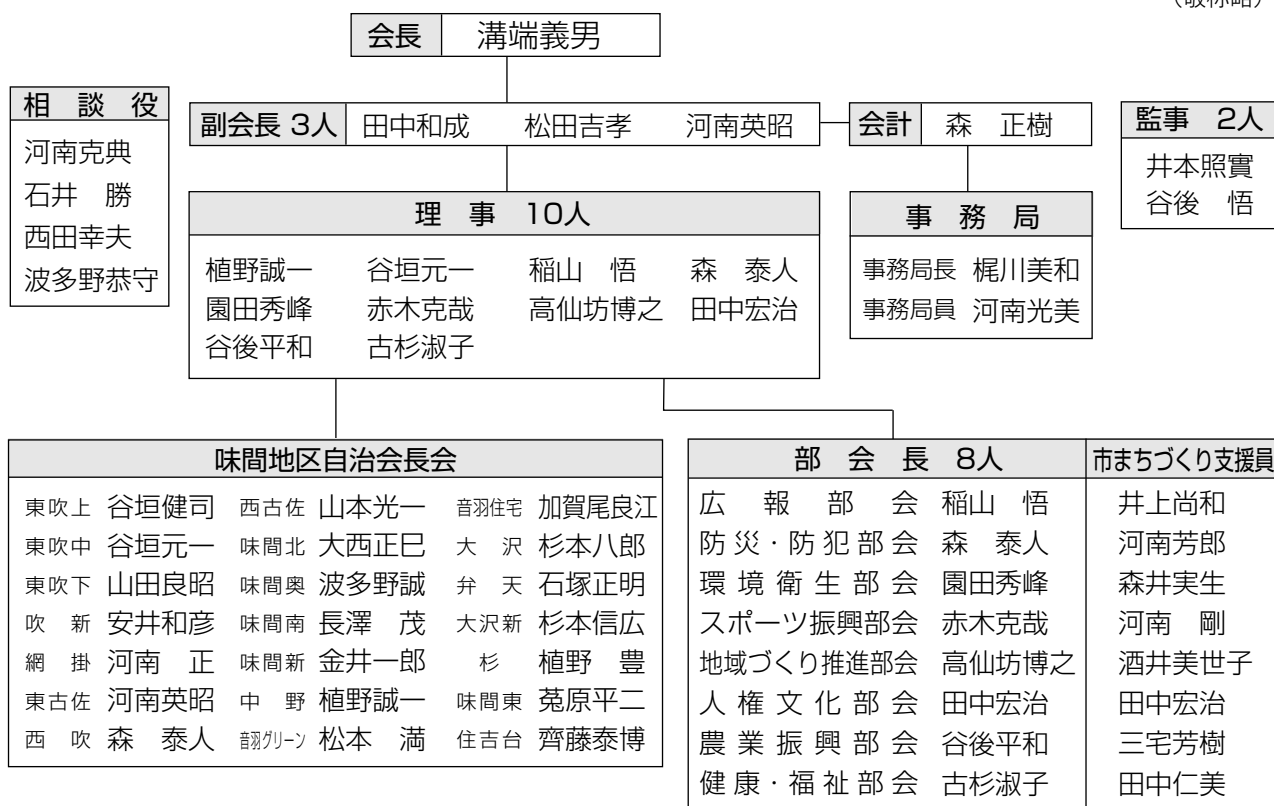 （敬称略）
会長　溝端義男
相　談　役
河南克典
石井　勝
西田幸夫
波多野恭守
副会長 3人　田中和成　松田吉孝　河南英昭
会計　森　正樹
監事　2人
井本照實
谷後　悟
理　事　10人
植野誠一　谷垣元一　稲山　悟　森　泰人
園田秀峰　赤木克哉　高仙坊博之　田中宏治
谷後平和　古杉淑子
事　務　局
事務局長 梶川美和
事務局員 河南光美
味間地区自治会長会
東吹上 谷垣健司　西古佐 山本光一　音羽住宅 加賀尾良江
東吹中 谷垣元一　味間北 大西正巳　大　沢 杉本八郎
東吹下 山田良昭　味間奥 波多野誠　弁　天 石塚正明
吹　新 安井和彦　味間南 長澤　茂　大沢新 杉本信広
網　掛 河南　正　味間新 金井一郎　杉 植野　豊
東古佐 河南英昭　中　野 植野誠一　味間東 菟原平二
西　吹 森　泰人　音羽グリーン 松本　満　住吉台 齊藤泰博
部　会　長　8人　市まちづくり支援員
広報部会　稲山　悟　井上尚和
防災・防犯部会　森　泰人　河南芳郎
環境衛生部会　園田秀峰　森井実生
スポーツ振興部会　赤木克哉　河南　剛
地域づくり推進部会　高仙坊博之　酒井美世子
人権文化部会　田中宏治　田中宏治
農業振興部会　谷後平和　三宅芳樹
健康・福祉部会　古杉淑子　田中仁美